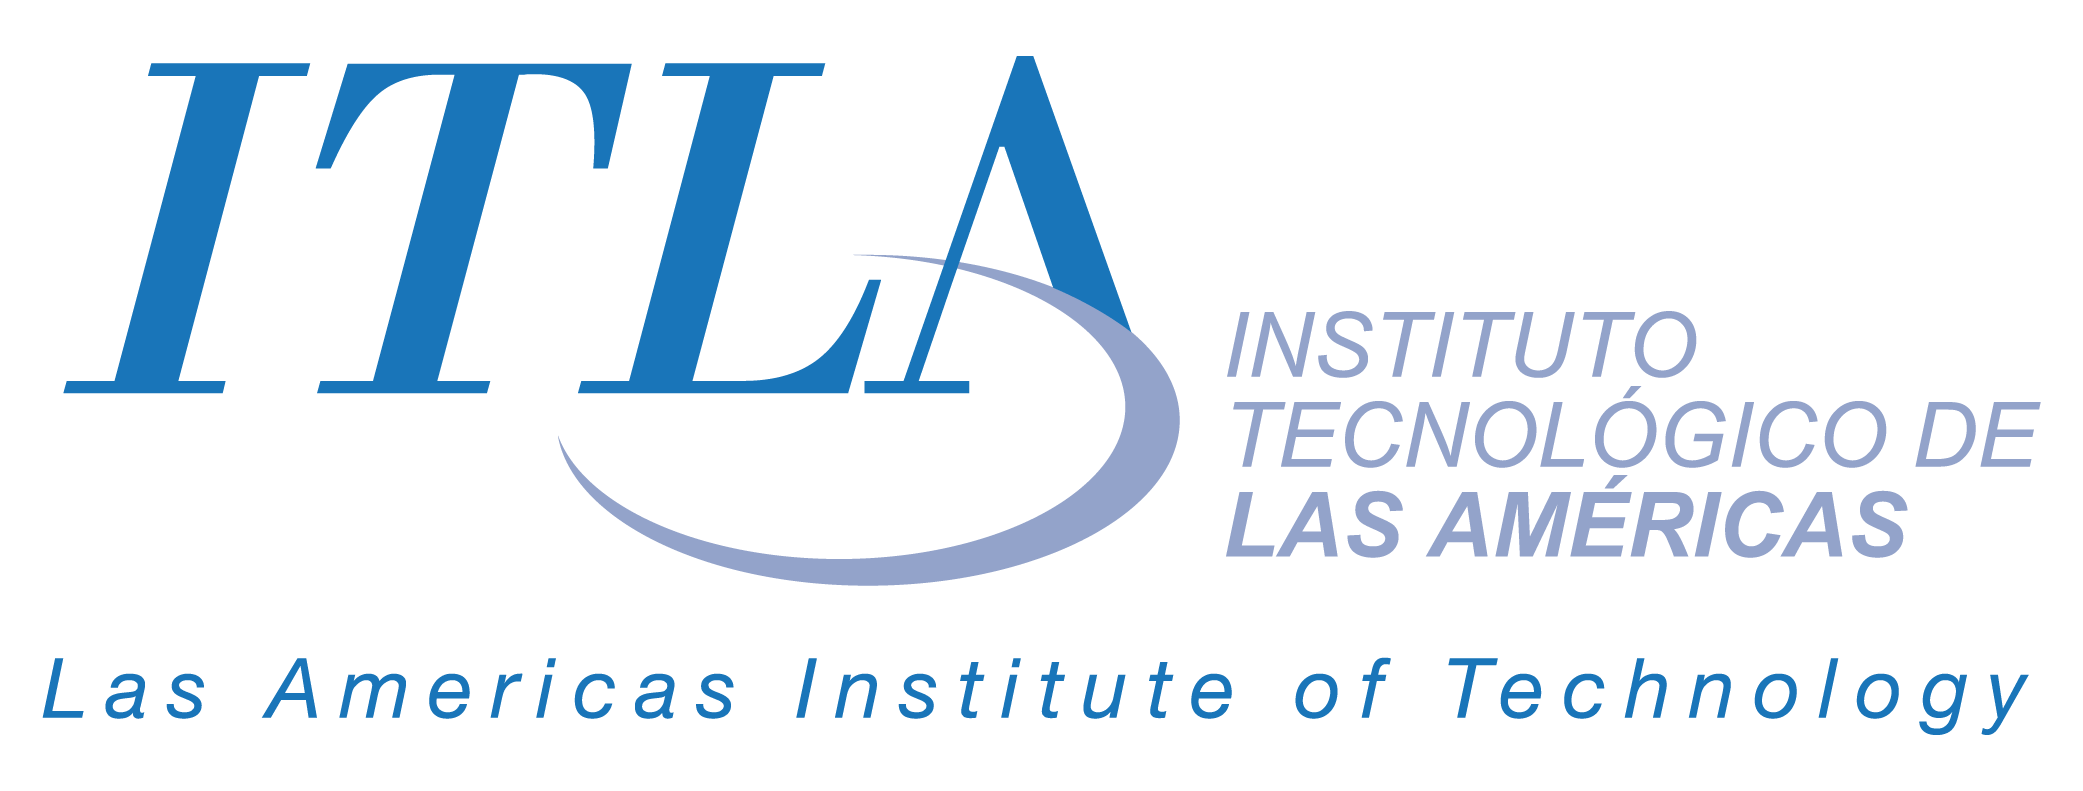 ITLA
INSTITUTO
TECNOLÓGICO DE
LAS AMÉRICAS
Las Americas Institute of Technology